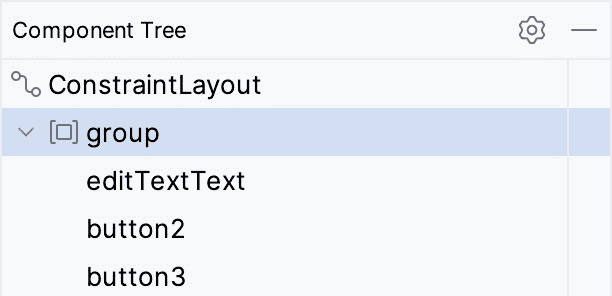 Component Tree
ConstraintLayout
group
editTextText
button2
button3